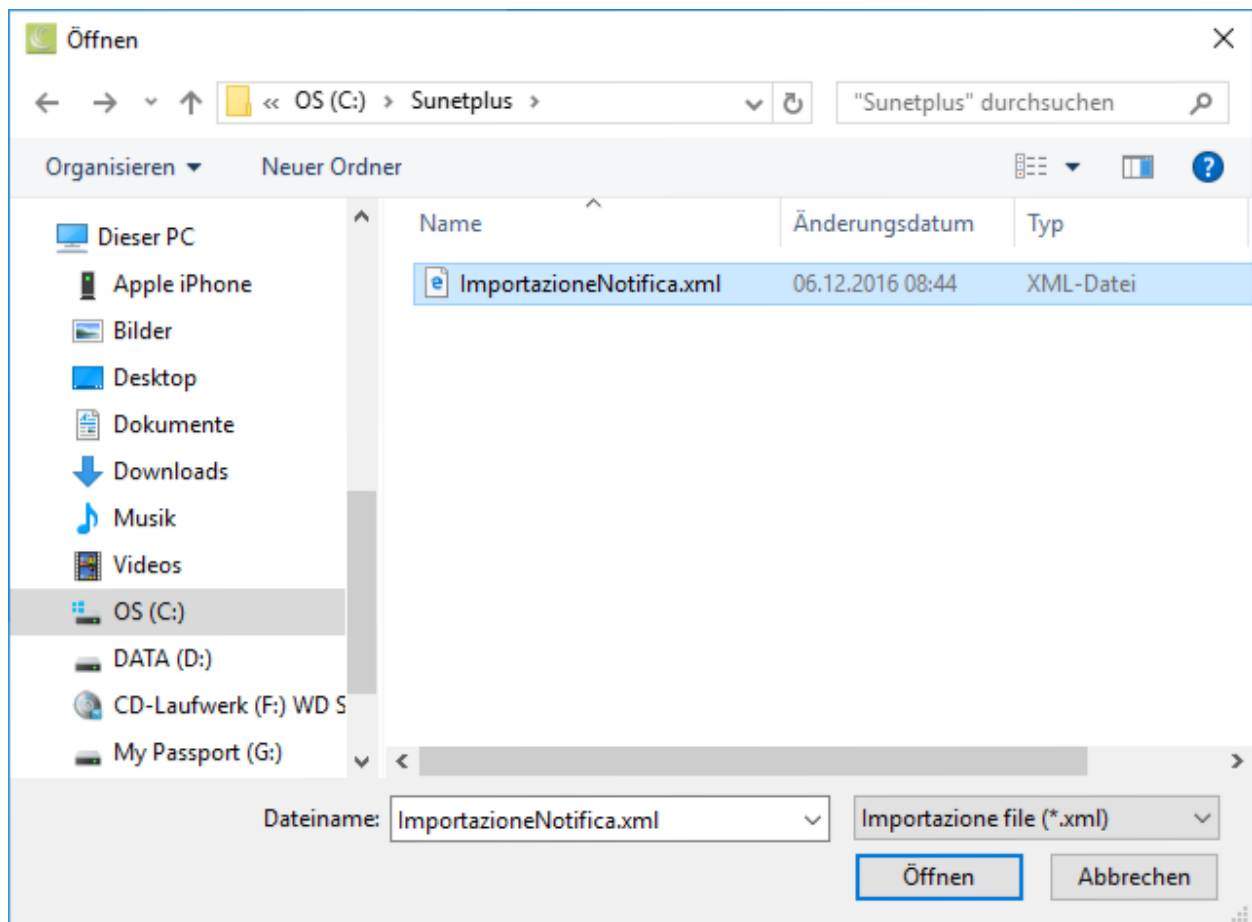 Öffnen
« OS (C:) > Sunetplus >
"Sunetplus" durchsuchen
Organisieren
Neuer Ordner
?
Name
Änderungsdatum
Typ
ImportazioneNotifica.xml
06.12.2016 08:44
XML-Datei
Dieser PC
Apple iPhone
Bilder
Desktop
Dokumente
Downloads
Musik
Videos
OS (C:)
DATA (D:)
CD-Laufwerk (F:) WD S
My Passport (G:)
Dateiname:
ImportazioneNotifica.xml
Importazione file (*.xml)
Öffnen
Abbrechen